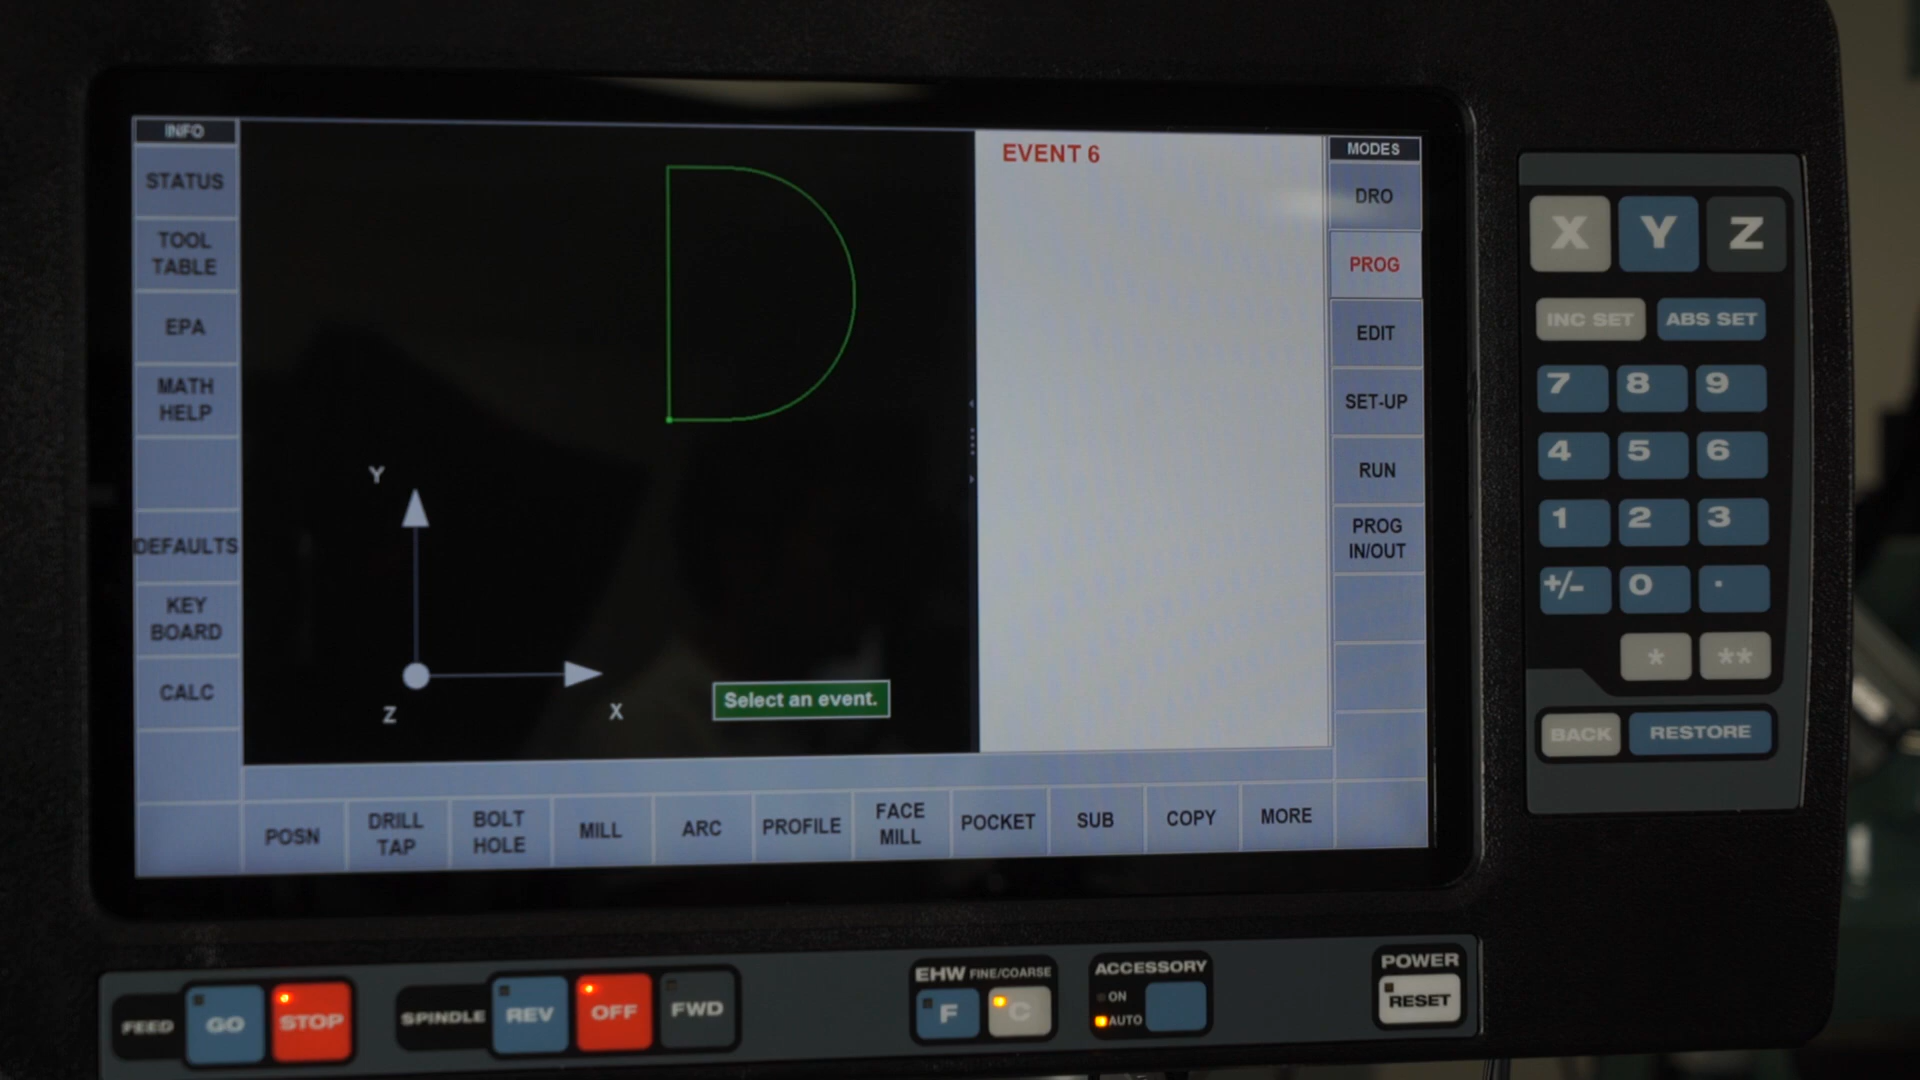 INFO
STATUS
TOOL
TABLE
EPA
MATH
HELP
DEFAULTS
KEY
BOARD
CALC
Y
Z
X
Select an event.
EVENT 6
MODES
DRO
PROG
EDIT
SET-UP
RUN
PROG
IN/OUT
POSN
DRILL
TAP
BOLT
HOLE
MILL
ARC
PROFILE
FACE
MILL
POCKET
SUB
COPY
MORE
X Y Z
INC SET ABS SET
7 8 9
4 5 6
1 2 3
+/- 0 .
* **
BACK RESTORE
FEED GO STOP
SPINDLE REV OFF FWD
EHW FINE/COARSE
F C
ACCESSORY
ON
AUTO
POWER
RESET